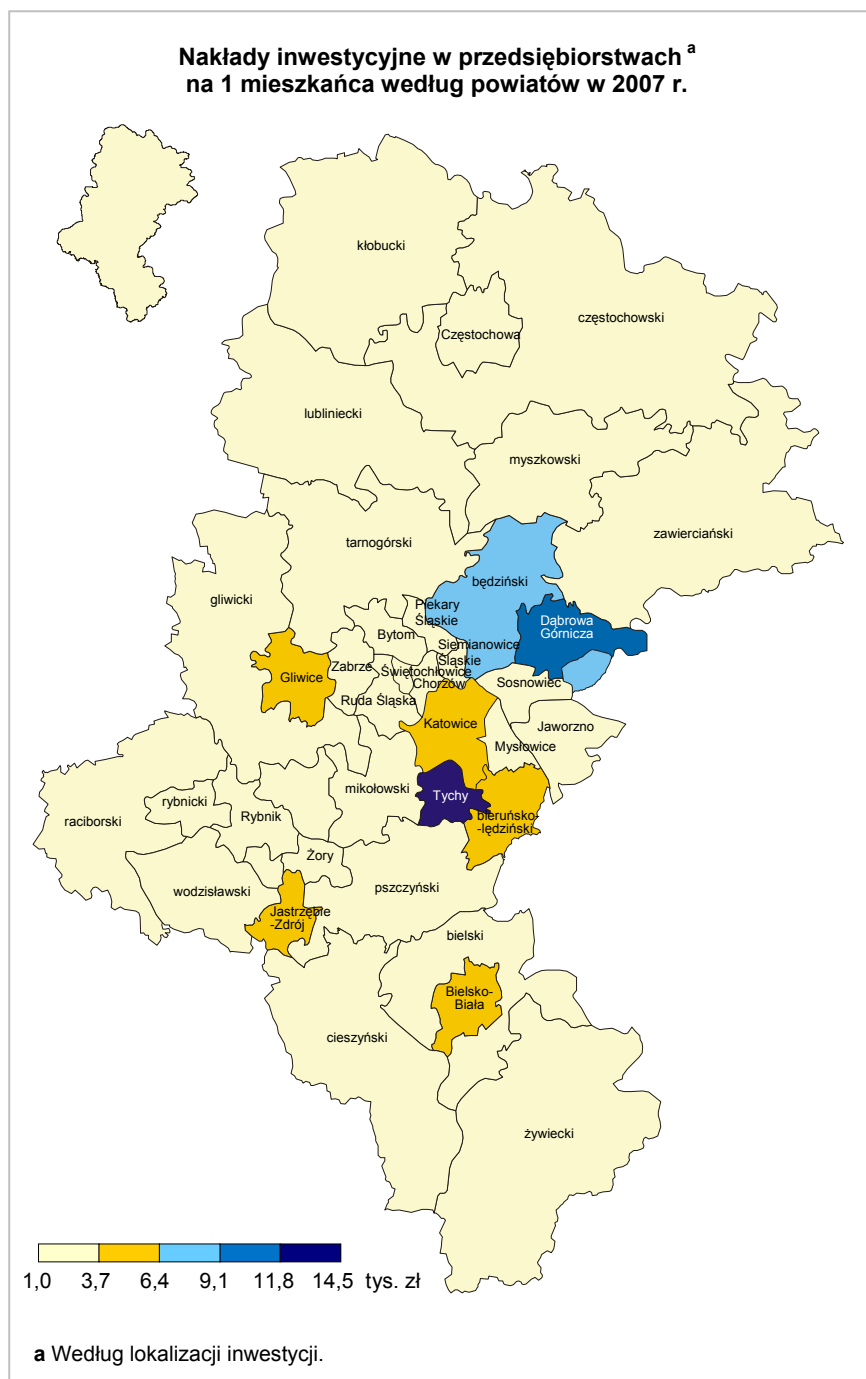 Nakłady inwestycyjne w przedsiębiorstwach a
na 1 mieszkańca według powiatów w 2007 r.
kłobucki
częstochowski
Częstochowa
lubliniecki
myszkowski
zawierciański
tarnogórski
będziński
gliwicki
Piekary
Śląskie
Dąbrowa
Górnicza
Bytom
Siemianowice
Śląskie
Gliwice
Zabrze
Świętochłowice
Chorzów
Sosnowiec
Ruda Śląska
Katowice
Jaworzno
Mysłowice
mikołowski
Tychy
raciborski
rybnicki
Rybnik
bieruńsko-
-lędziński
Żory
wodzisławski
pszczyński
Jastrzębie
-Zdrój
bielski
Bielsko-
Biała
cieszyński
żywiecki
1,0 3,7 6,4 9,1 11,8 14,5 tys. zł
a Według lokalizacji inwestycji.